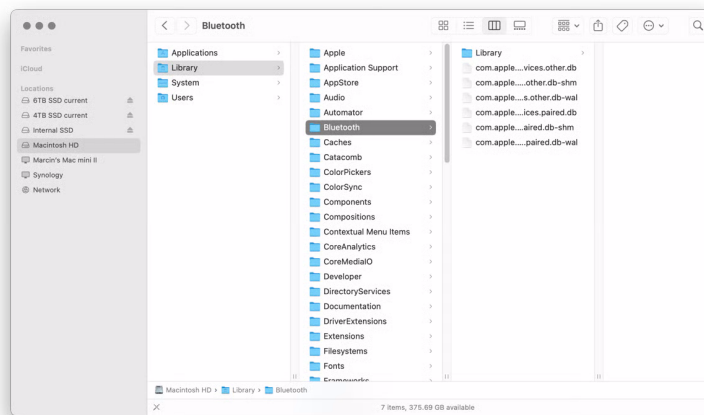 Bluetooth
Favorites
iCloud
Locations
6TB SSD current
4TB SSD current
Internal SSD
Macintosh HD
Marcin's Mac mini II
Synology
Network
Applications
Library
System
Users
Apple
Application Support
AppStore
Audio
Automator
Bluetooth
Caches
Catacomb
ColorPickers
ColorSync
Components
Compositions
Contextual Menu Items
CoreAnalytics
CoreMediaIO
Developer
DirectoryServices
Documentation
DriverExtensions
Extensions
Filesystems
Fonts
Frameworks
Library
com.apple....vices.other.db
com.apple.....other.db-shm
com.apple....s.other.db-wal
com.apple....ices.paired.db
com.apple....aired.db-shm
com.apple.....paired.db-wal
Macintosh HD › Library › Bluetooth
7 items, 375.69 GB available